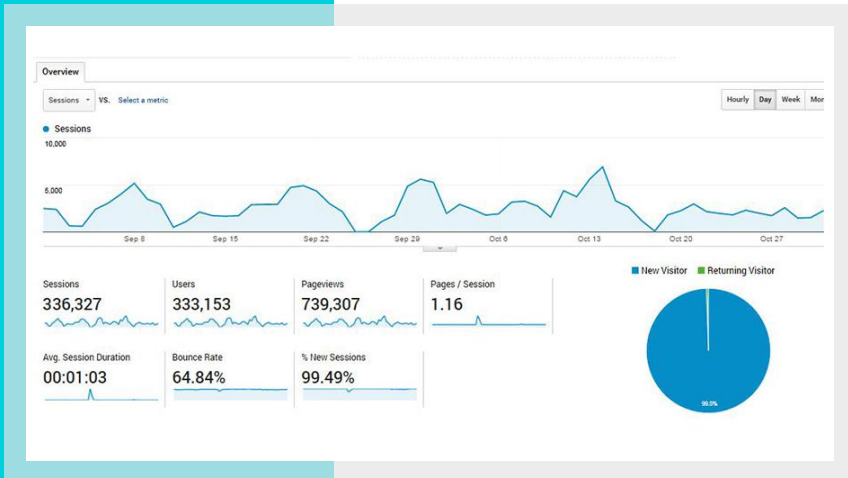 Overview
Sessions VS. Select a metric
Hourly Day Week Mon
Sessions
10,000
5,000
Sep 8 Sep 15 Sep 22 Sep 29 Oct 6 Oct 13 Oct 20 Oct 27
New Visitor Returning Visitor
Sessions Users Pageviews Pages / Session
336,327 333,153 739,307 1.16
Avg. Session Duration Bounce Rate % New Sessions
00:01:03 64.84% 99.49%